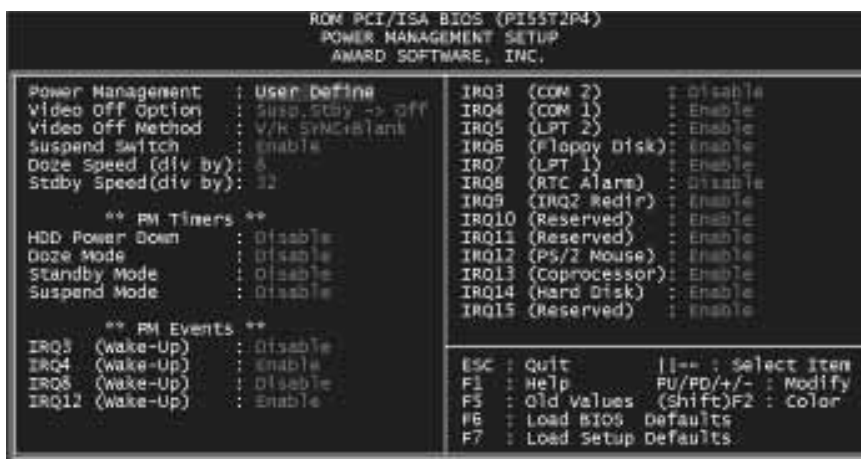 ROM PCI/ISA BIOS (PI55T2P4)
POWER MANAGEMENT SETUP
AWARD SOFTWARE, INC.
Power Management : User Define
Video Off Option : Susp,Stby -> Off
Video Off Method : V/H SYNC+Blank
Suspend Switch : Enable
Doze Speed (div by): 8
Stdby Speed(div by): 32
** PM Timers **
HDD Power Down : Disable
Doze Mode : Disable
Standby Mode : Disable
Suspend Mode : Disable
** PM Events **
IRQ3 (Wake-Up) : Disable
IRQ4 (Wake-Up) : Enable
IRQ8 (Wake-Up) : Disable
IRQ12 (Wake-Up) : Enable
IRQ3 (COM 2) : Disable
IRQ4 (COM 1) : Enable
IRQ5 (LPT 2) : Enable
IRQ6 (Floppy Disk): Enable
IRQ7 (LPT 1) : Enable
IRQ8 (RTC Alarm) : Disable
IRQ9 (IRQ2 Redir) : Enable
IRQ10 (Reserved) : Enable
IRQ11 (Reserved) : Enable
IRQ12 (PS/2 Mouse) : Enable
IRQ13 (Coprocessor): Enable
IRQ14 (Hard Disk) : Enable
IRQ15 (Reserved) : Enable
ESC : Quit : Select Item
F1 : Help PU/PD/+/- : Modify
F5 : Old Values (Shift)F2 : Color
F6 : Load BIOS Defaults
F7 : Load Setup Defaults